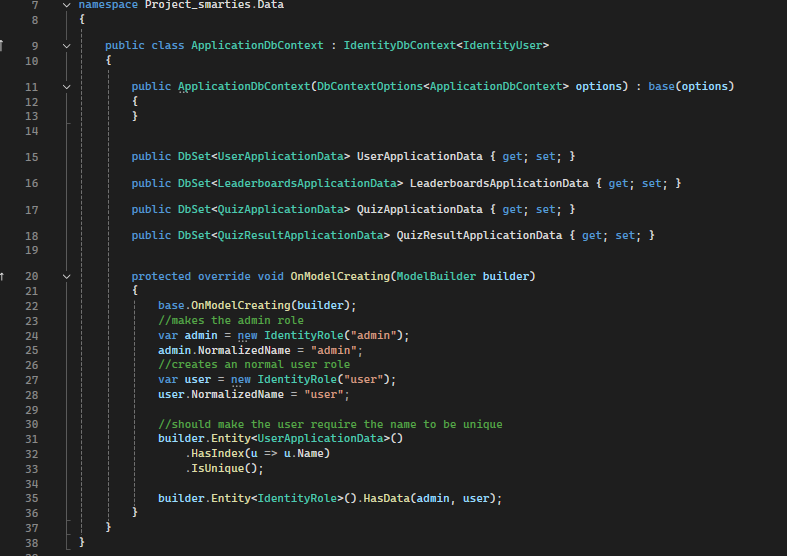 7 namespace Project_smarties.Data
8 {
9 public class ApplicationDbContext : IdentityDbContext<IdentityUser>
10 {
11 public ApplicationDbContext(DbContextOptions<ApplicationDbContext> options) : base(options)
12 {
13 }
14
15 public DbSet<UserApplicationData> UserApplicationData { get; set; }
16 public DbSet<LeaderboardsApplicationData> LeaderboardsApplicationData { get; set; }
17 public DbSet<QuizApplicationData> QuizApplicationData { get; set; }
18 public DbSet<QuizResultApplicationData> QuizResultApplicationData { get; set; }
19
20 protected override void OnModelCreating(ModelBuilder builder)
21 {
22 base.OnModelCreating(builder);
23 //makes the admin role
24 var admin = new IdentityRole("admin");
25 admin.NormalizedName = "admin";
26 //creates an normal user role
27 var user = new IdentityRole("user");
28 user.NormalizedName = "user";
29
30 //should make the user require the name to be unique
31 builder.Entity<UserApplicationData>()
32 .HasIndex(u => u.Name)
33 .IsUnique();
34
35 builder.Entity<IdentityRole>().HasData(admin, user);
36 }
37 }
38 }